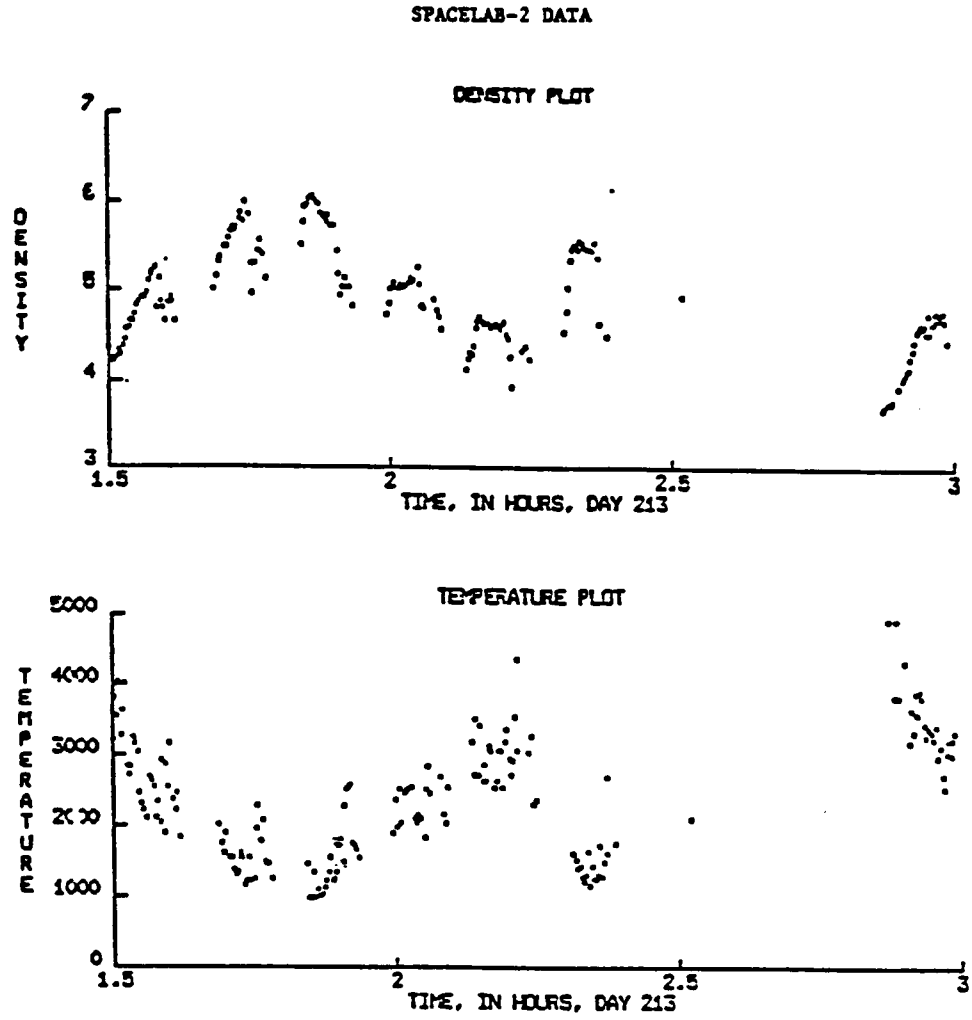 SPACELAB-2 DATA
DENSITY PLOT
7
6
5
4
3
DENSITY
1.5 2 2.5 3
TIME, IN HOURS, DAY 213
TEMPERATURE PLOT
5000
4000
3000
2000
1000
0
TEMPERATURE
1.5 2 2.5 3
TIME, IN HOURS, DAY 213